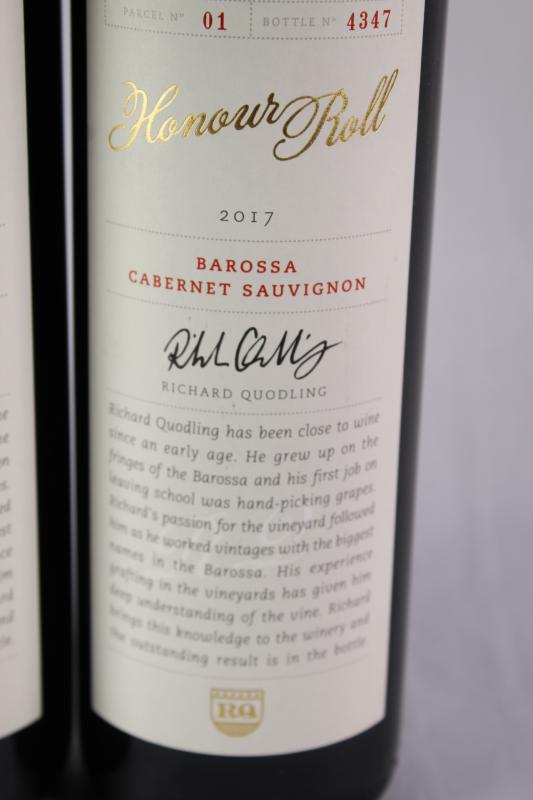 PARCEL Nº 01 BOTTLE Nº 4347
Honour Roll
2017
BAROSSA
CABERNET SAUVIGNON
RICHARD QUODLING
Richard Quodling has been close to wine
since an early age. He grew up on the
fringes of the Barossa and his first job on
leaving school was hand-picking grapes.
Richard's passion for the vineyard followed
him as he worked vintages with the biggest
names in the Barossa. His experience
grafting in the vineyards has given him
deep understanding of the vine. Richard
brings this knowledge to the winery and
the outstanding result is in the bottle.
RQ